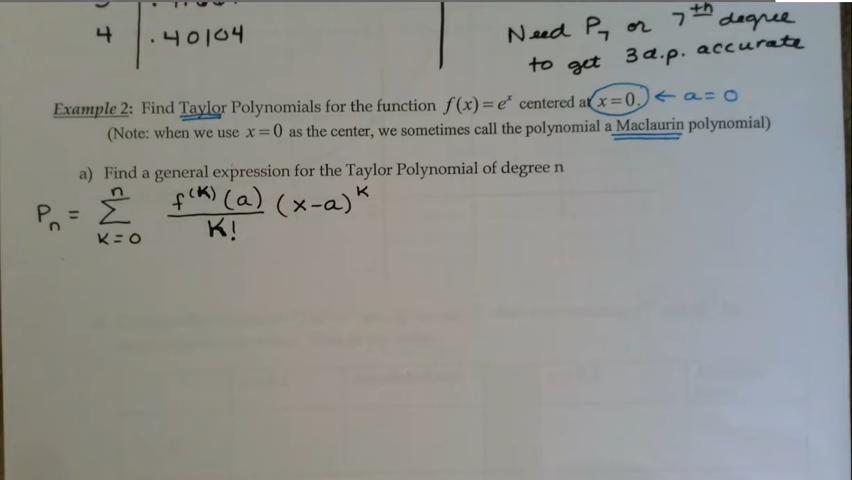 4 .40104
Need P₇ or 7th degree
to get 3 d.p. accurate
Example 2: Find Taylor Polynomials for the function f(x) = eˣ centered at x = 0. ← a = 0
(Note: when we use x = 0 as the center, we sometimes call the polynomial a Maclaurin polynomial)
a) Find a general expression for the Taylor Polynomial of degree n
Pₙ = Σ_{K=0}^{n} f^{(K)}(a)/K! (x-a)^K